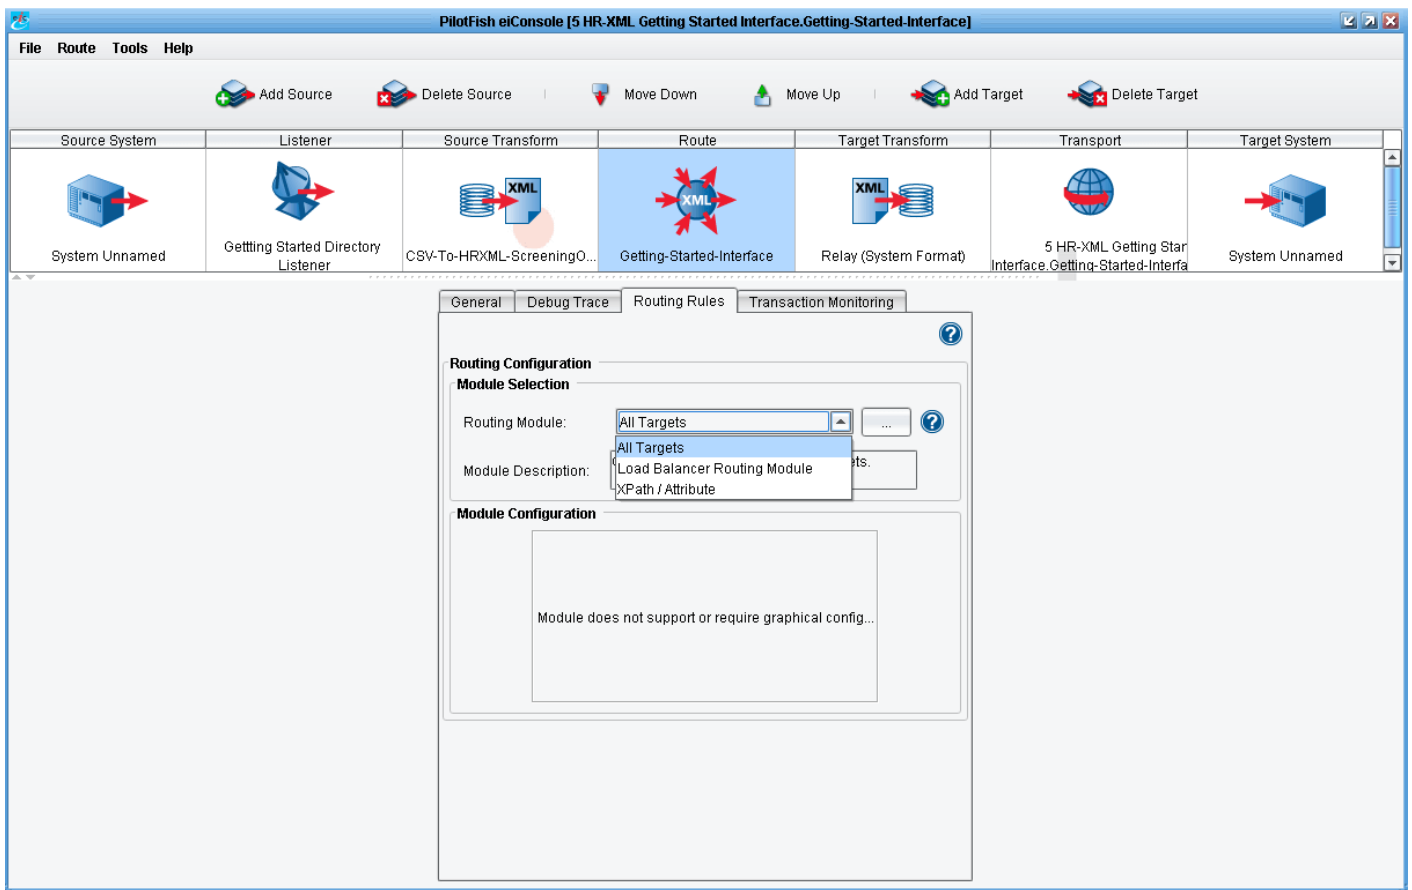 PilotFish eiConsole [5 HR-XML Getting Started Interface.Getting-Started-Interface]
File Route Tools Help
Add Source Delete Source Move Down Move Up Add Target Delete Target
Source System Listener Source Transform Route Target Transform Transport Target System
XML XML XML
System Unnamed Gettting Started Directory Listener CSV-To-HRXML-ScreeningO... Getting-Started-Interface Relay (System Format) 5 HR-XML Getting Star Interface.Getting-Started-Interfa System Unnamed
General Debug Trace Routing Rules Transaction Monitoring
?
Routing Configuration
Module Selection
Routing Module: All Targets ... ?
All Targets
Module Description: ets.
Load Balancer Routing Module
XPath / Attribute
Module Configuration
Module does not support or require graphical config...